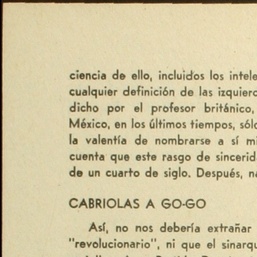 ciencia de ello, incluidos los intele
cualquier definición de las izquierd
dicho por el profesor británico,
México, en los últimos tiempos, sólo
la valentía de nombrarse a sí mi
cuenta que este rasgo de sincerid
de un cuarto de siglo. Después, na
CABRIOLAS A GO-GO
Así, no nos debería extrañar
"revolucionario", ni que el sinarqu